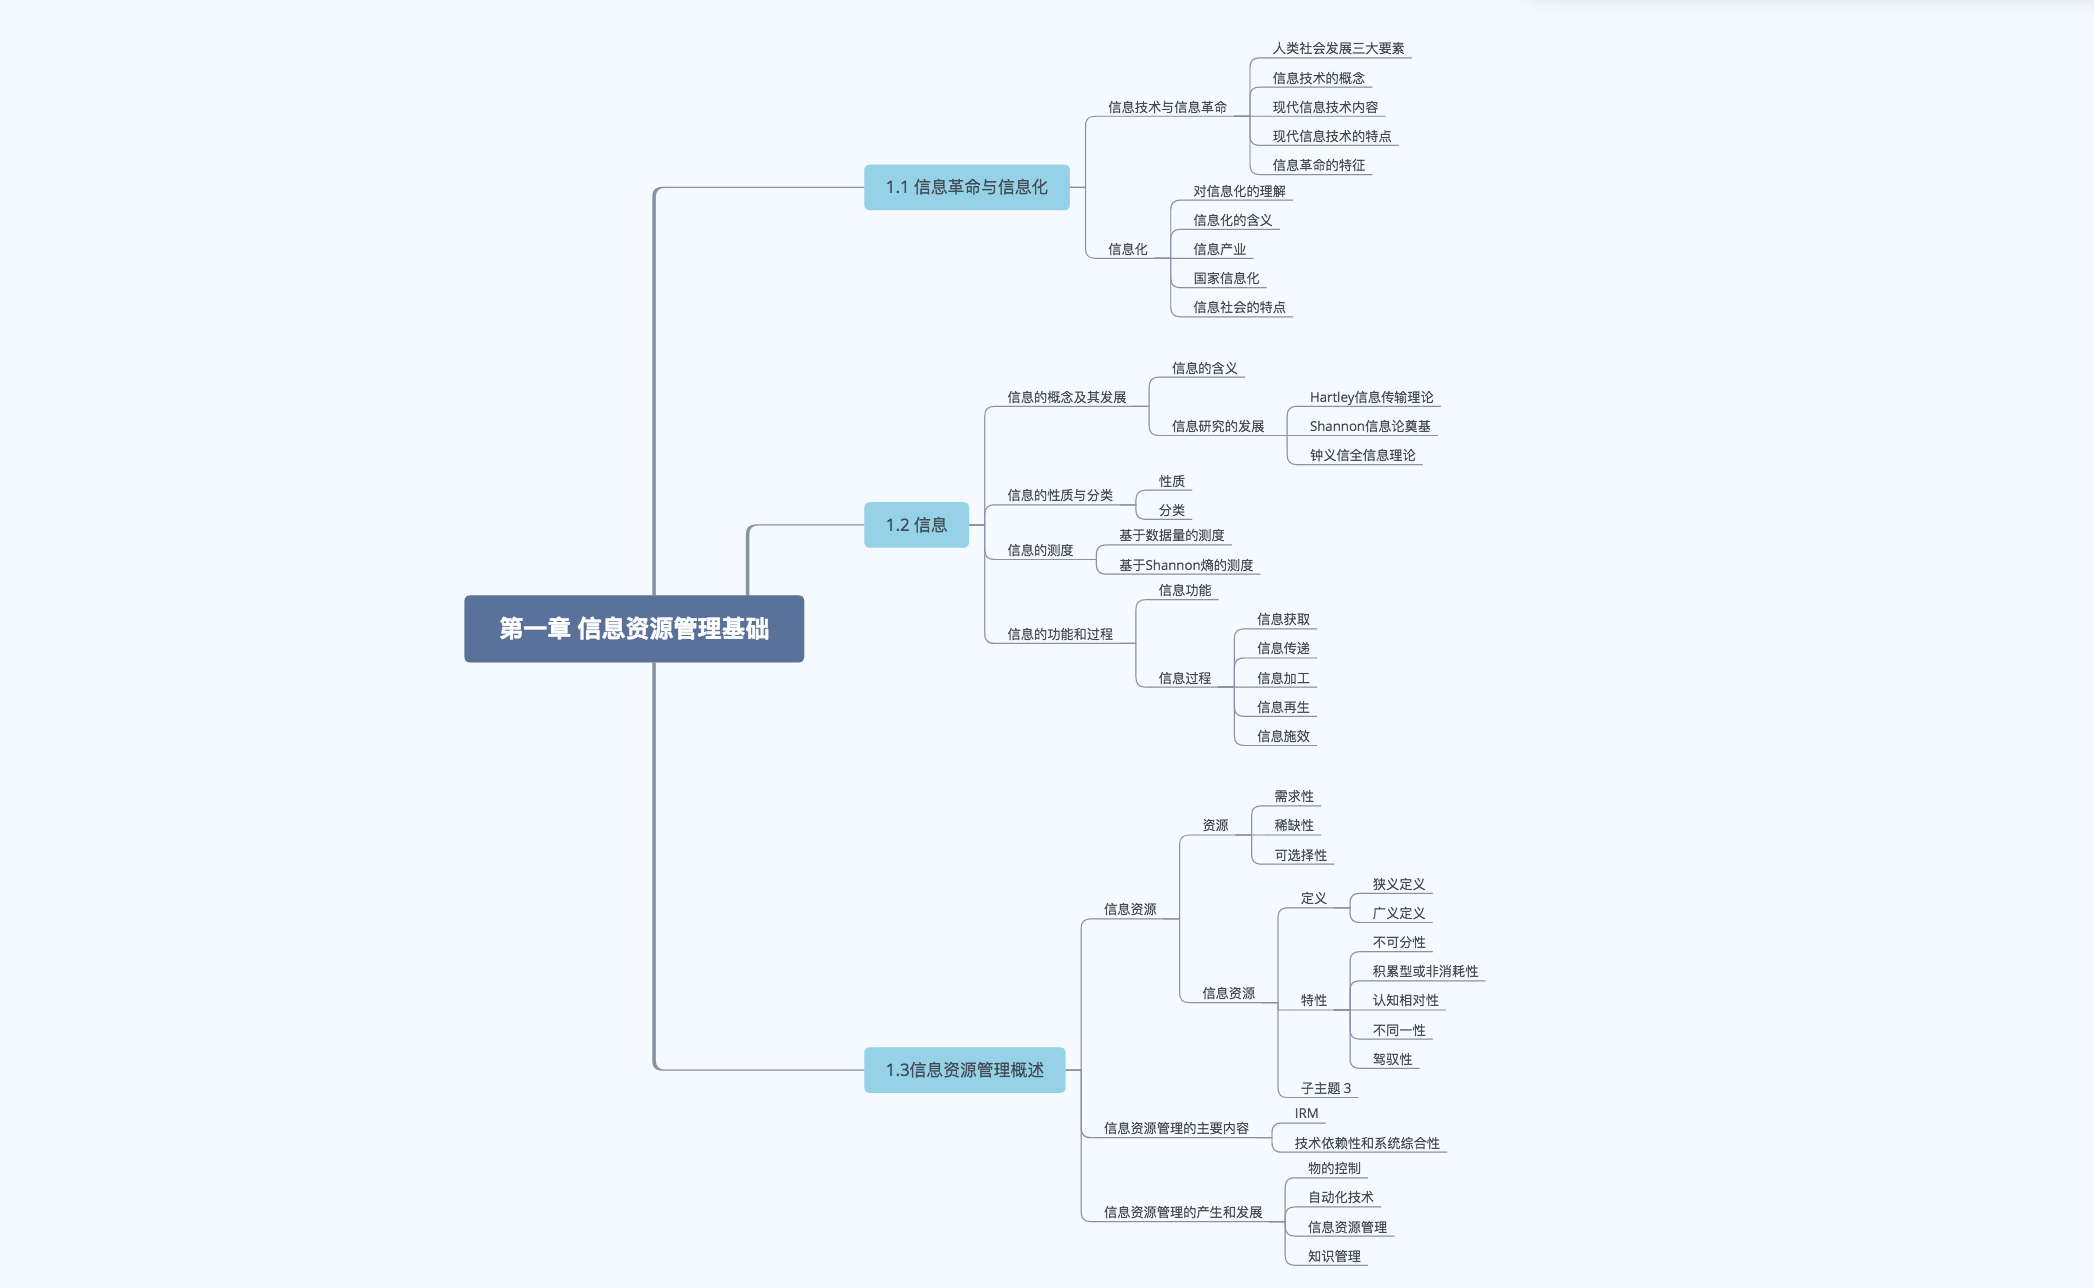 第一章 信息资源管理基础
1.1 信息革命与信息化
信息技术与信息革命
人类社会发展三大要素
信息技术的概念
现代信息技术内容
现代信息技术的特点
信息革命的特征
信息化
对信息化的理解
信息化的含义
信息产业
国家信息化
信息社会的特点
1.2 信息
信息的概念及其发展
信息的含义
信息研究的发展
Hartley信息传输理论
Shannon信息论奠基
钟义信全信息理论
信息的性质与分类
性质
分类
信息的测度
基于数据量的测度
基于Shannon熵的测度
信息的功能和过程
信息功能
信息过程
信息获取
信息传递
信息加工
信息再生
信息施效
1.3信息资源管理概述
信息资源
资源
需求性
稀缺性
可选择性
信息资源
定义
狭义定义
广义定义
特性
不可分性
积累型或非消耗性
认知相对性
不同一性
驾驭性
子主题 3
信息资源管理的主要内容
IRM
技术依赖性和系统综合性
信息资源管理的产生和发展
物的控制
自动化技术
信息资源管理
知识管理